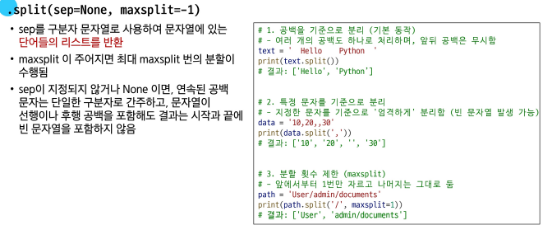 .split(sep=None, maxsplit=-1)
• sep를 구분자 문자열로 사용하여 문자열에 있는
단어들의 리스트를 반환
• maxsplit 이 주어지면 최대 maxsplit 번의 분할이
수행됨
• sep이 지정되지 않거나 None 이면, 연속된 공백
문자는 단일한 구분자로 간주하고, 문자열이
선행이나 후행 공백을 포함해도 결과는 시작과 끝에
빈 문자열을 포함하지 않음
# 1. 공백을 기준으로 분리 (기본 동작)
# - 여러 개의 공백도 하나로 처리하며, 앞뒤 공백은 무시함
text = '  Hello    Python  '
print(text.split())
# 결과: ['Hello', 'Python']
# 2. 특정 문자를 기준으로 분리
# - 지정한 문자를 기준으로 '엄격하게' 분리함 (빈 문자열 발생 가능)
data = '10,20,,30'
print(data.split(','))
# 결과: ['10', '20', '', '30']
# 3. 분할 횟수 제한 (maxsplit)
# - 앞에서부터 1번만 자르고 나머지는 그대로 둠
path = 'User/admin/documents'
print(path.split('/', maxsplit=1))
# 결과: ['User', 'admin/documents']